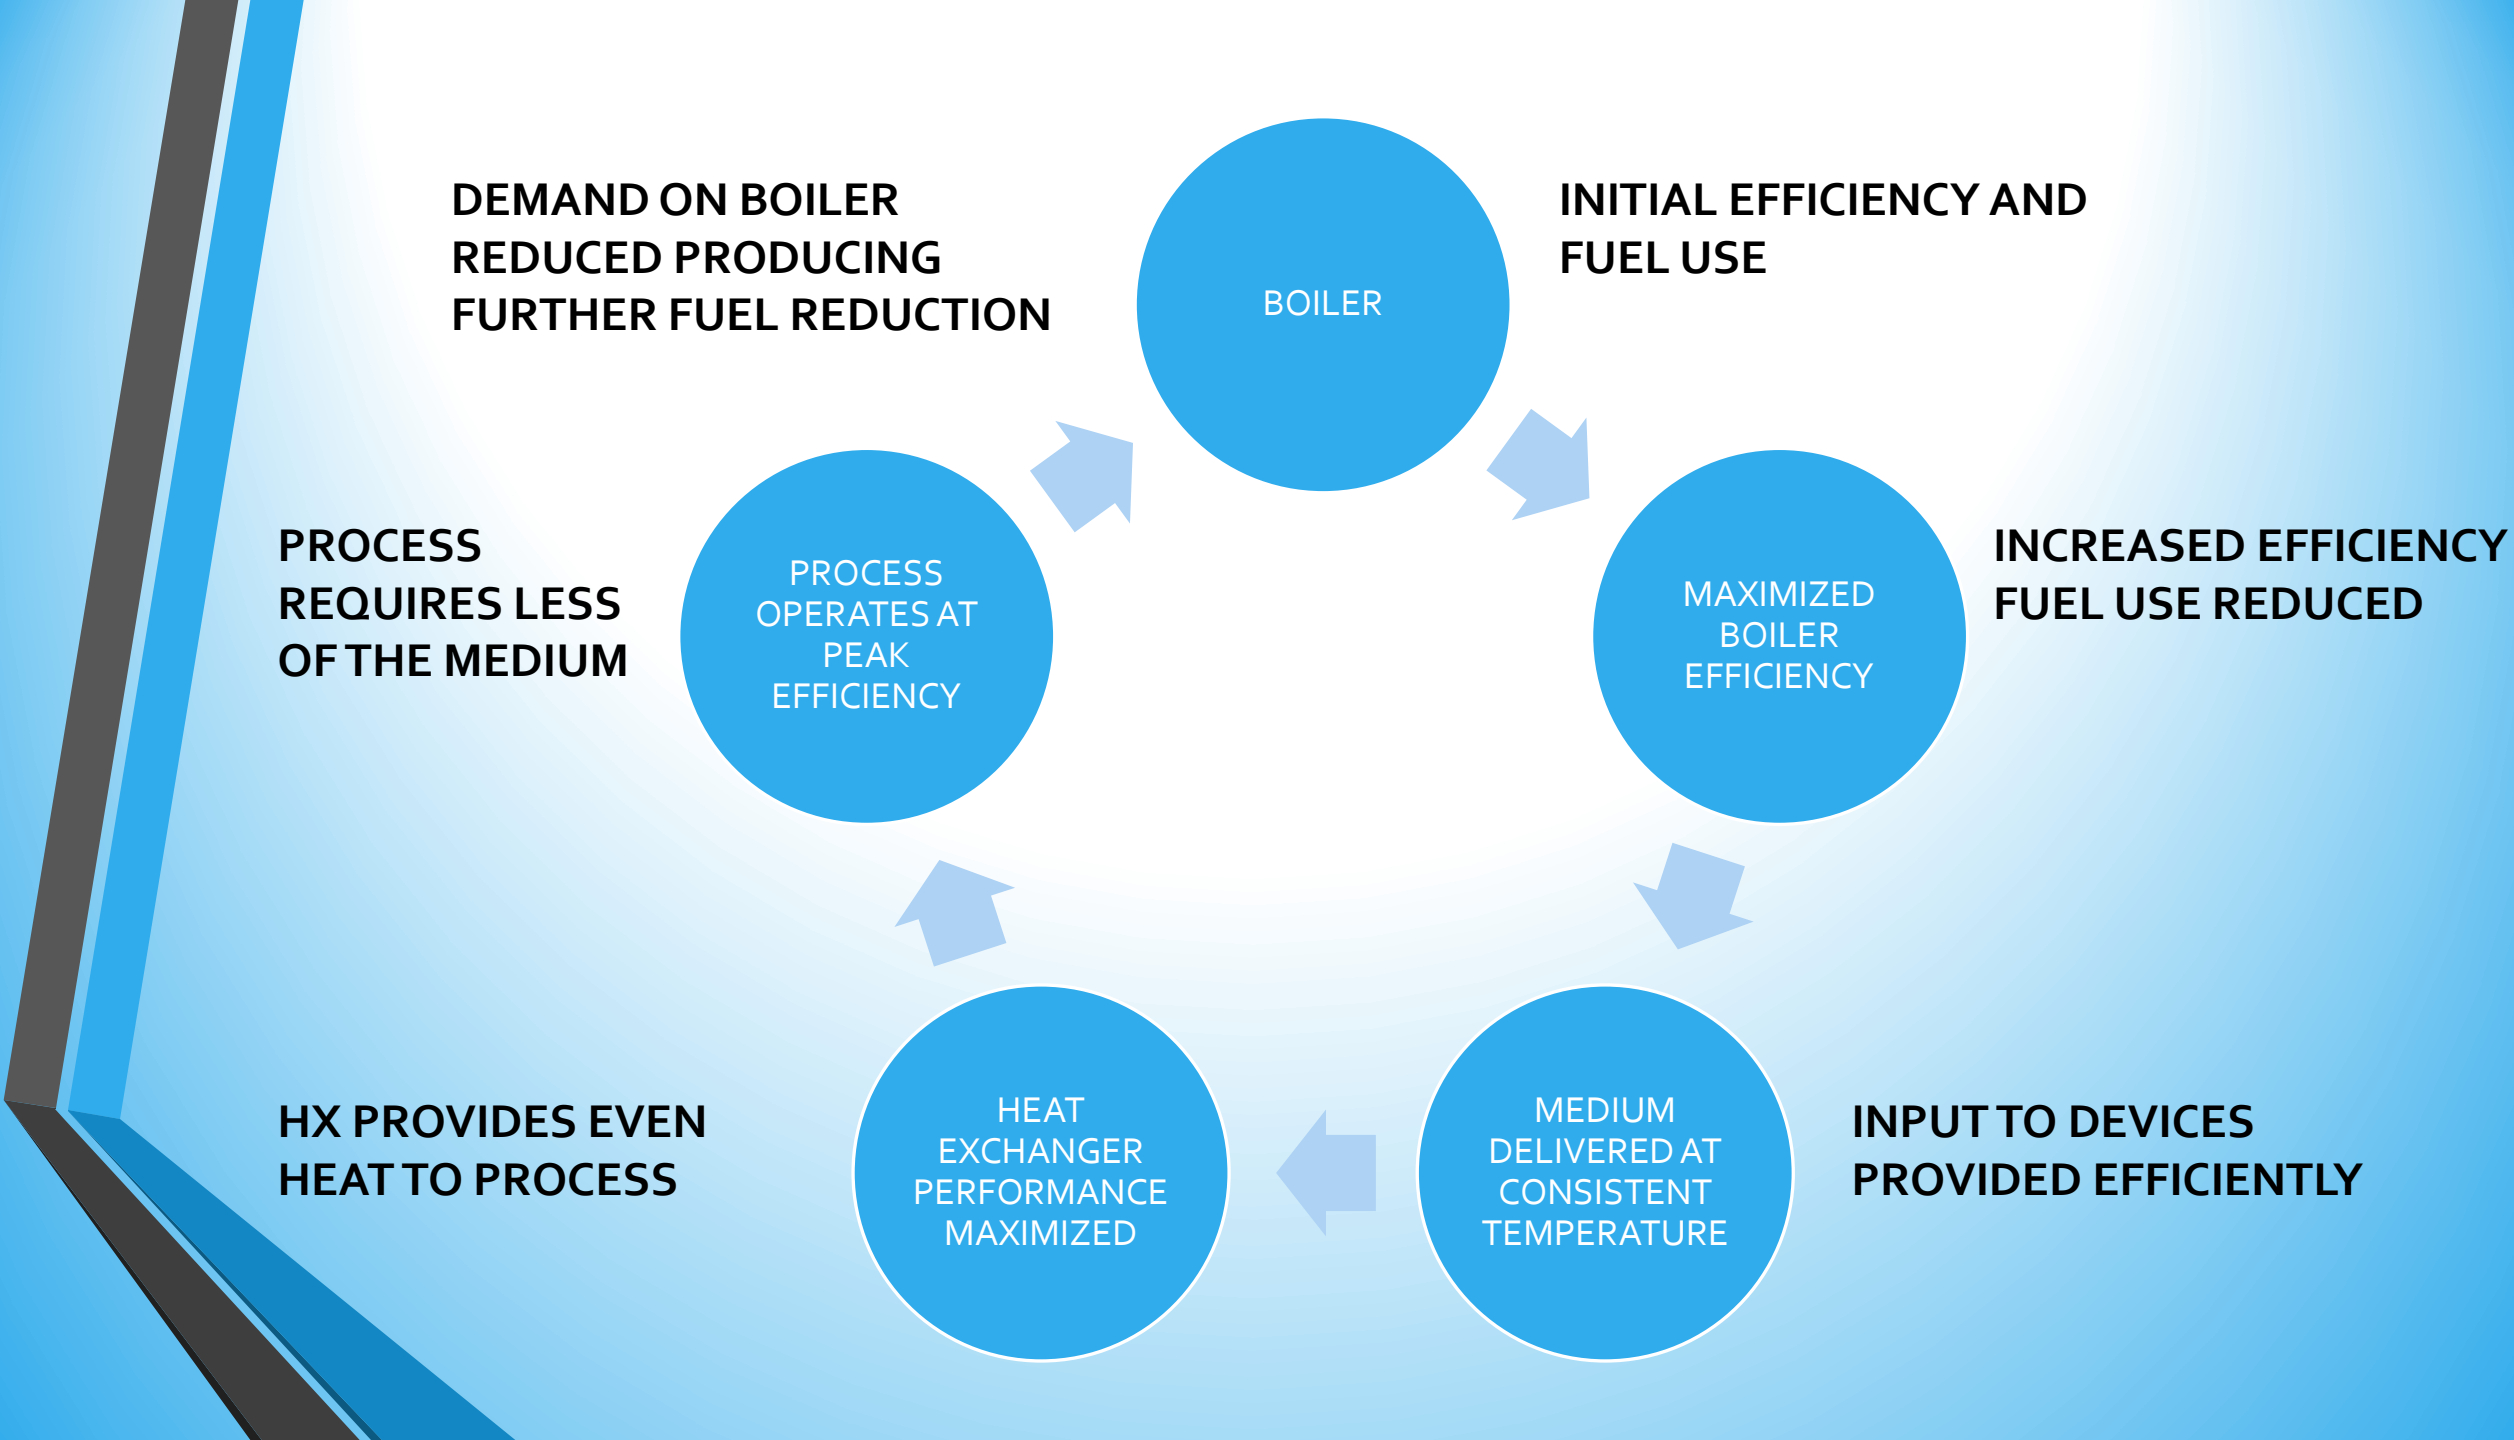 DEMAND ON BOILER
REDUCED PRODUCING
FURTHER FUEL REDUCTION
BOILER
INITIAL EFFICIENCY AND
FUEL USE
PROCESS
REQUIRES LESS
OF THE MEDIUM
PROCESS
OPERATES AT
PEAK
EFFICIENCY
MAXIMIZED
BOILER
EFFICIENCY
INCREASED EFFICIENCY
FUEL USE REDUCED
HX PROVIDES EVEN
HEAT TO PROCESS
HEAT
EXCHANGER
PERFORMANCE
MAXIMIZED
MEDIUM
DELIVERED AT
CONSISTENT
TEMPERATURE
INPUT TO DEVICES
PROVIDED EFFICIENTLY